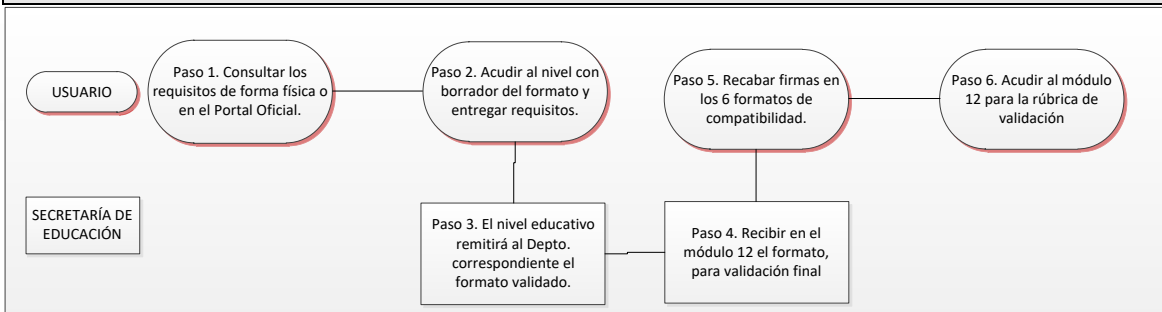 USUARIO
Paso 1. Consultar los
requisitos de forma física o
en el Portal Oficial.
Paso 2. Acudir al nivel con
borrador del formato y
entregar requisitos.
Paso 5. Recabar firmas en
los 6 formatos de
compatibilidad.
Paso 6. Acudir al módulo
12 para la rúbrica de
validación
SECRETARÍA DE
EDUCACIÓN
Paso 3. El nivel educativo
remitirá al Depto.
correspondiente el
formato validado.
Paso 4. Recibir en el
módulo 12 el formato,
para validación final